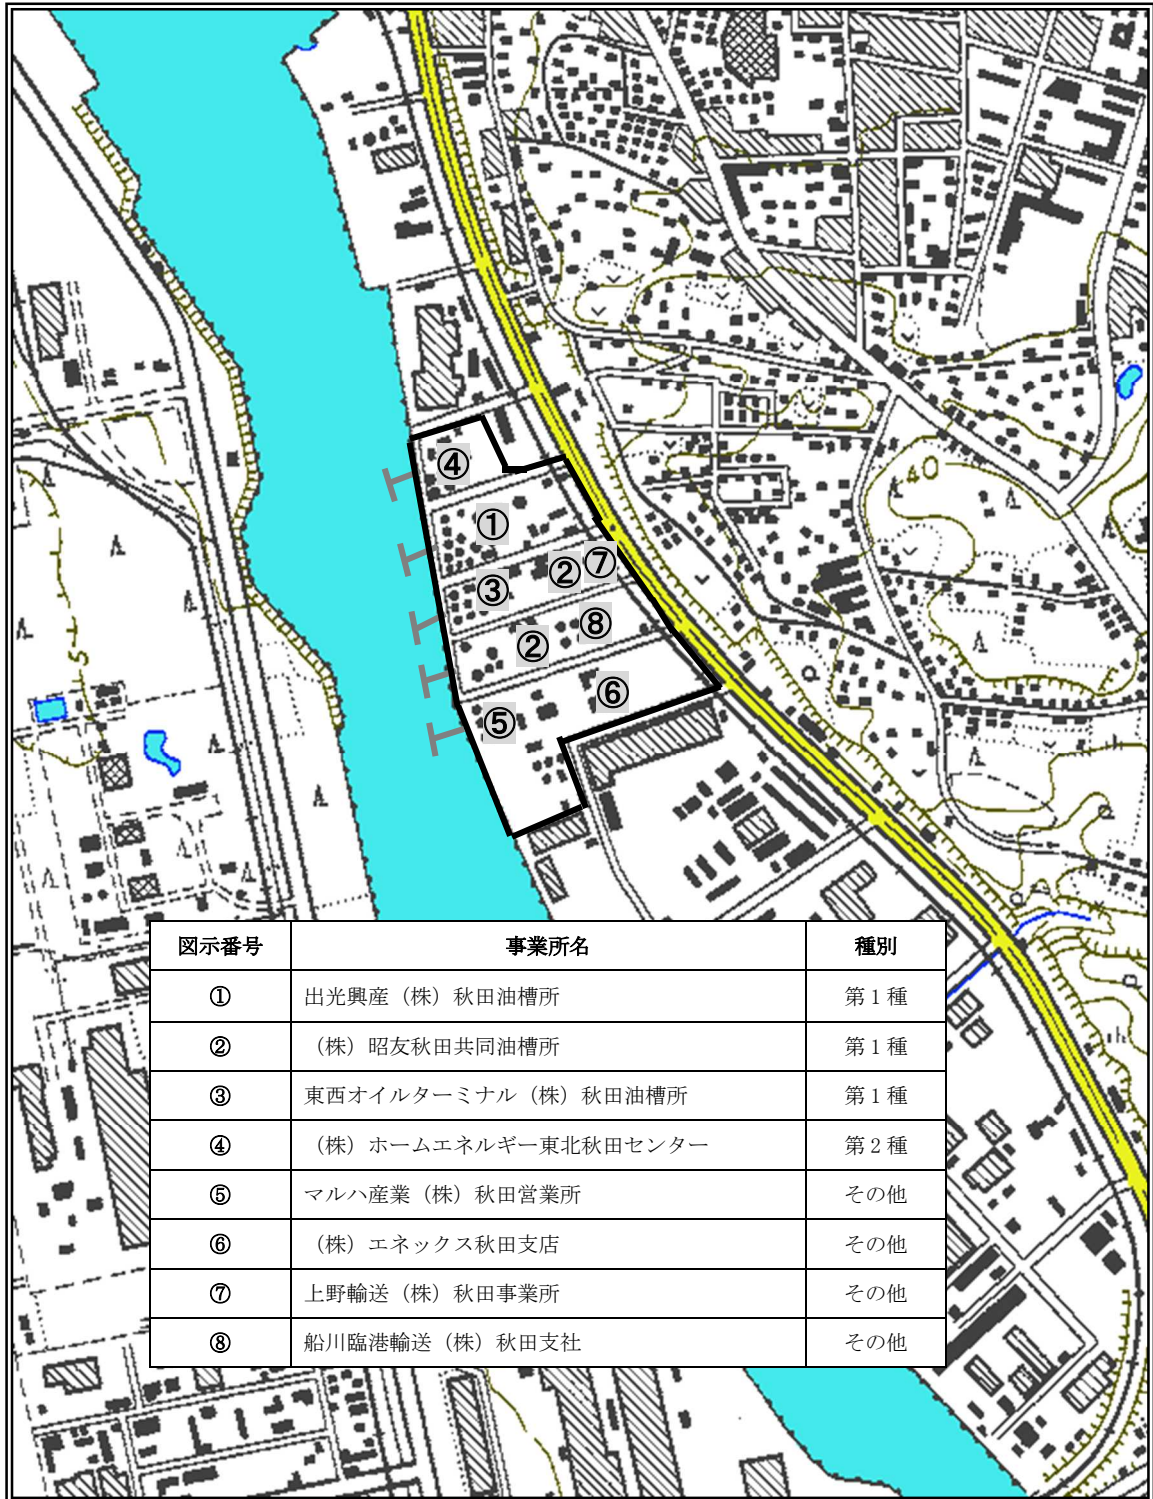 ④
①
②
⑦
③
⑧
②
⑥
⑤
40
5
図示番号 事業所名 種別
① 出光興産（株）秋田油槽所 第1種
② （株）昭友秋田共同油槽所 第1種
③ 東西オイルターミナル（株）秋田油槽所 第1種
④ （株）ホームエネルギー東北秋田センター 第2種
⑤ マルハ産業（株）秋田営業所 その他
⑥ （株）エネックス秋田支店 その他
⑦ 上野輸送（株）秋田事業所 その他
⑧ 船川臨港輸送（株）秋田支社 その他